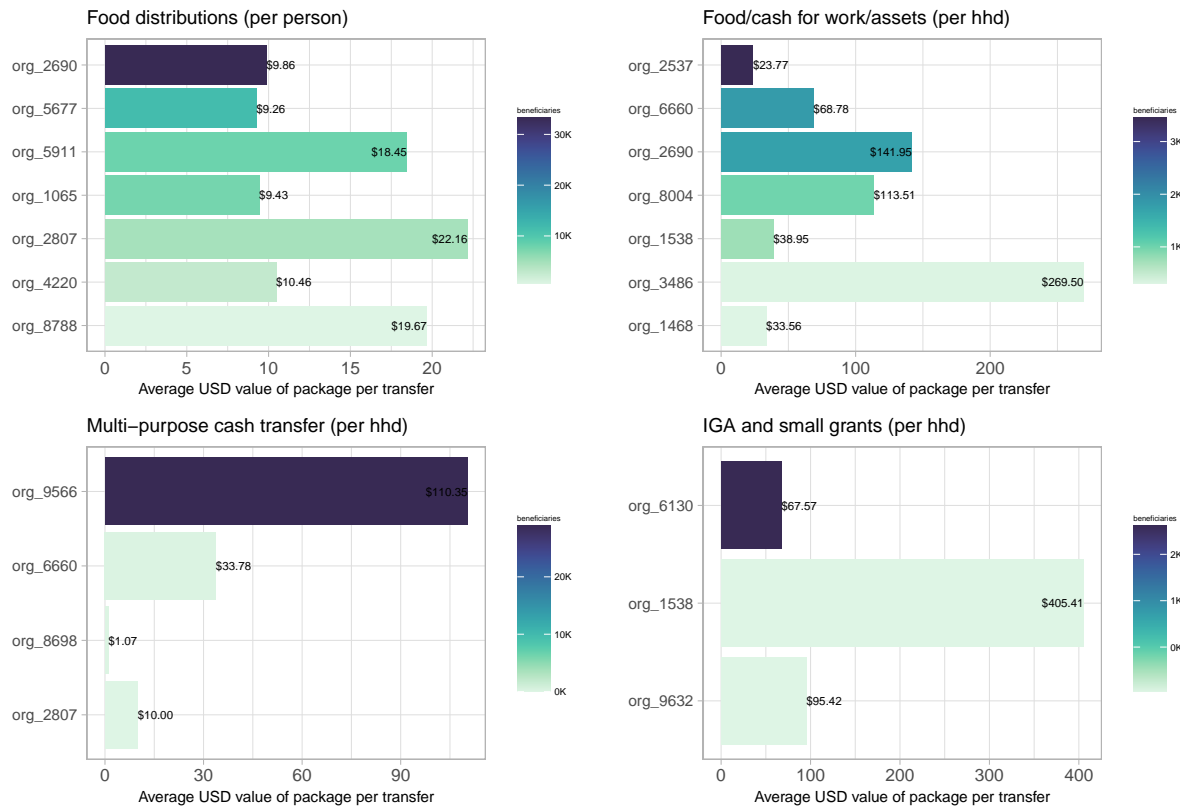 Food distributions (per person)
org_2690
$9.86
org_5677
$9.26
org_5911
$18.45
org_1065
$9.43
org_2807
$22.16
org_4220
$10.46
org_8788
$19.67
0 5 10 15 20
Average USD value of package per transfer
beneficiaries
30K
20K
10K
Food/cash for work/assets (per hhd)
org_2537
$23.77
org_6660
$68.78
org_2690
$141.95
org_8004
$113.51
org_1538
$38.95
org_3486
$269.50
org_1468
$33.56
0 100 200
Average USD value of package per transfer
beneficiaries
3K
2K
1K
Multi−purpose cash transfer (per hhd)
org_9566
$110.35
org_6660
$33.78
org_8698
$1.07
org_2807
$10.00
0 30 60 90
Average USD value of package per transfer
beneficiaries
20K
10K
0K
IGA and small grants (per hhd)
org_6130
$67.57
org_1538
$405.41
org_9632
$95.42
0 100 200 300 400
Average USD value of package per transfer
beneficiaries
2K
1K
0K